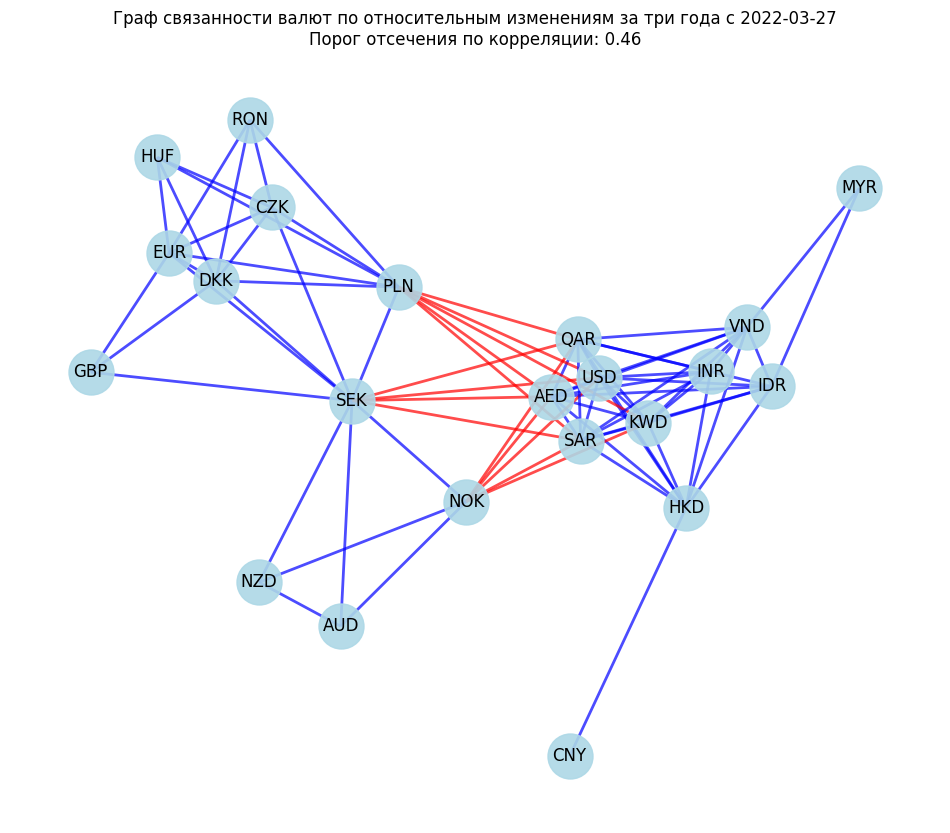 Граф связанности валют по относительным изменениям за три года с 2022-03-27
Порог отсечения по корреляции: 0.46
RON
HUF
MYR
CZK
EUR
DKK
PLN
VND
QAR
GBP
INR
USD
IDR
AED
SEK
KWD
SAR
NOK
HKD
NZD
AUD
CNY